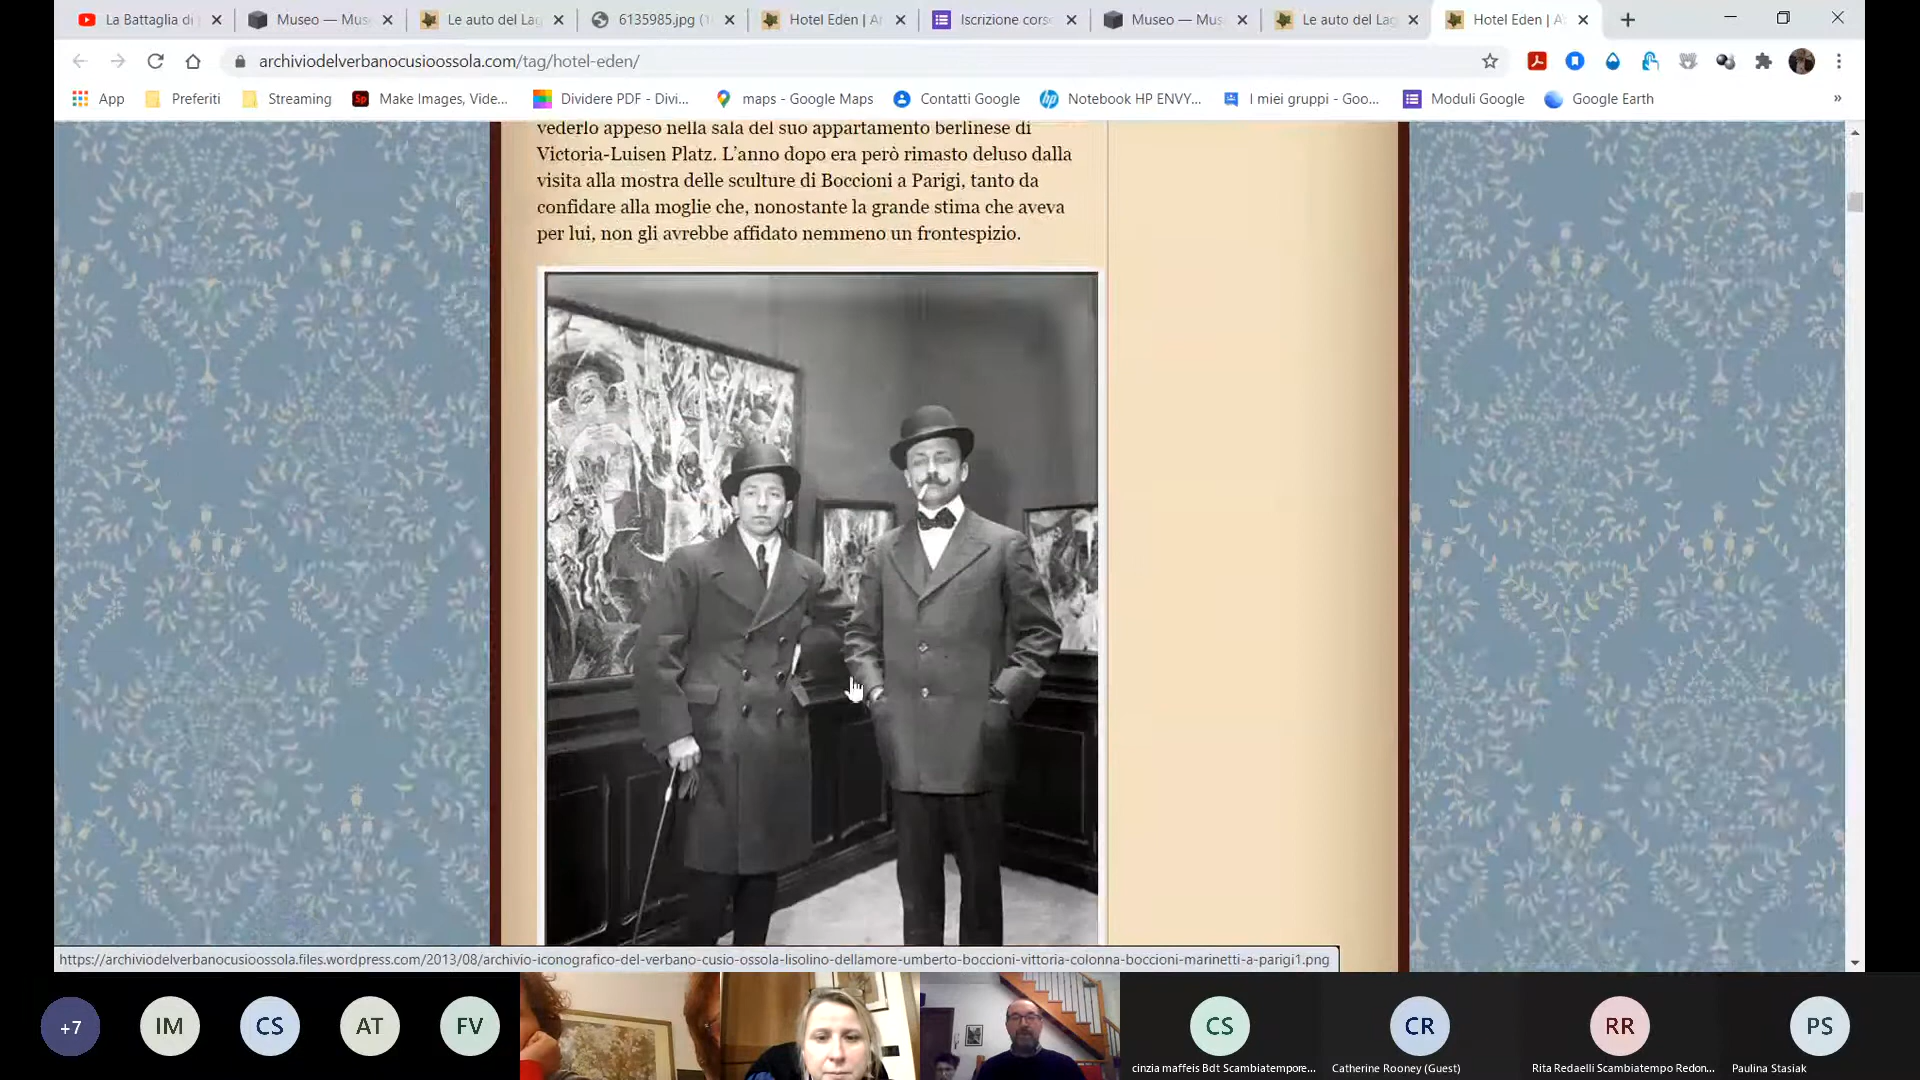 La Battaglia di
Museo — Mus
Le auto del Lag
6135985.jpg (1
Hotel Eden | Ar
Iscrizione corso
Museo — Mus
Le auto del Lag
Hotel Eden | A
archiviodelverbanocusioossola.com/tag/hotel-eden/
App
Preferiti
Streaming
Sp
Make Images, Vide...
Dividere PDF - Divi...
maps - Google Maps
Contatti Google
hp
Notebook HP ENVY...
I miei gruppi - Goo...
Moduli Google
Google Earth
»
vederlo appeso nella sala del suo appartamento berlinese di
Victoria-Luisen Platz. L’anno dopo era però rimasto deluso dalla
visita alla mostra delle sculture di Boccioni a Parigi, tanto da
confidare alla moglie che, nonostante la grande stima che aveva
per lui, non gli avrebbe affidato nemmeno un frontespizio.
https://archiviodelverbanocusioossola.files.wordpress.com/2013/08/archivio-iconografico-del-verbano-cusio-ossola-lisolino-dellamore-umberto-boccioni-vittoria-colonna-boccioni-marinetti-a-parigi1.png
+7
IM
CS
AT
FV
CS
CR
RR
PS
cinzia maffeis Bdt Scambiatempore...
Catherine Rooney (Guest)
Rita Redaelli Scambiatempo Redon...
Paulina Stasiak